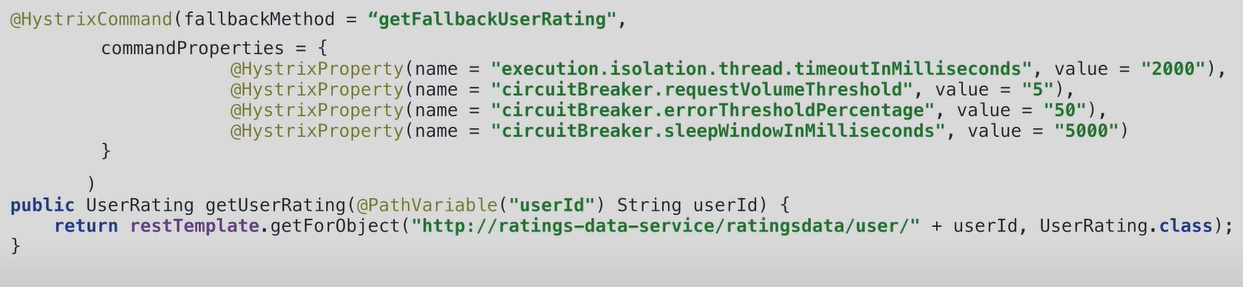 @HystrixCommand(fallbackMethod = “getFallbackUserRating",
commandProperties = {
@HystrixProperty(name = "execution.isolation.thread.timeoutInMilliseconds", value = "2000"),
@HystrixProperty(name = "circuitBreaker.requestVolumeThreshold", value = "5"),
@HystrixProperty(name = "circuitBreaker.errorThresholdPercentage", value = "50"),
@HystrixProperty(name = "circuitBreaker.sleepWindowInMilliseconds", value = "5000")
}
)
public UserRating getUserRating(@PathVariable("userId") String userId) {
return restTemplate.getForObject("http://ratings-data-service/ratingsdata/user/" + userId, UserRating.class);
}